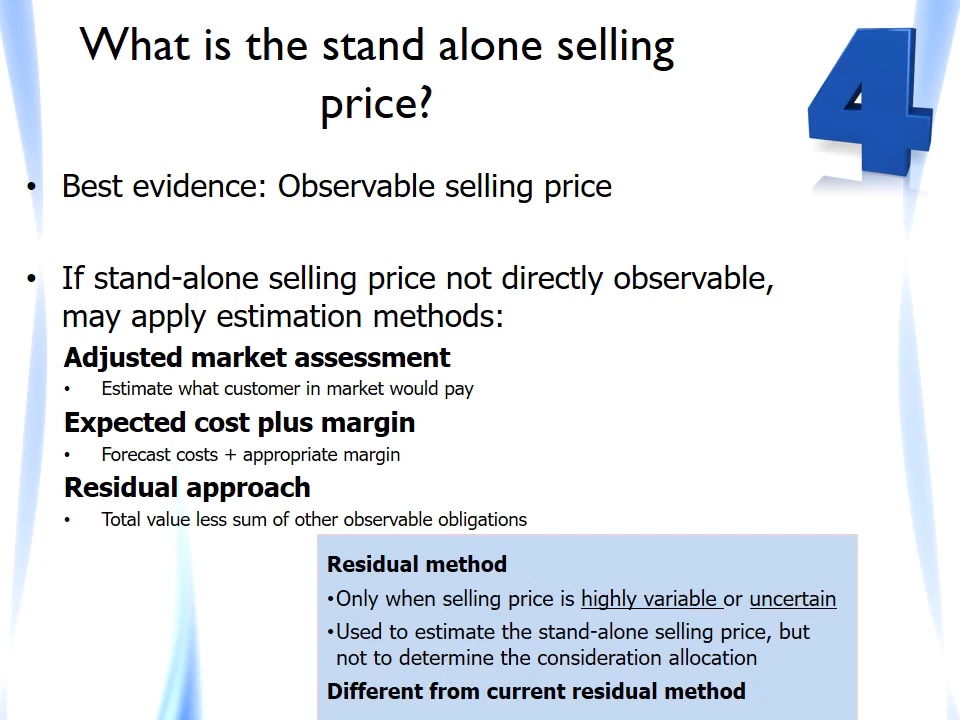 What is the stand alone selling
price?
4
• Best evidence: Observable selling price
• If stand-alone selling price not directly observable,
may apply estimation methods:
Adjusted market assessment
• Estimate what customer in market would pay
Expected cost plus margin
• Forecast costs + appropriate margin
Residual approach
• Total value less sum of other observable obligations
Residual method
•Only when selling price is highly variable or uncertain
•Used to estimate the stand-alone selling price, but
not to determine the consideration allocation
Different from current residual method